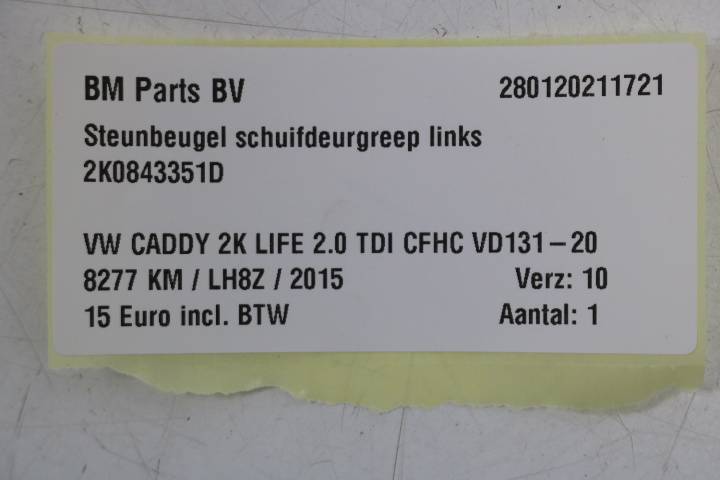 BM Parts BV 280120211721
Steunbeugel schuifdeurgreep links
2K0843351D
VW CADDY 2K LIFE 2.0 TDI CFHC VD131-20
8277 KM / LH8Z / 2015 Verz: 10
15 Euro incl. BTW Aantal: 1